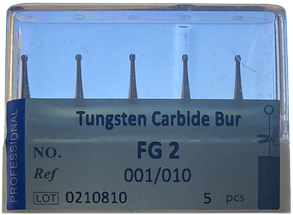 Tungsten Carbide Bur
NO. FG 2
Ref 001/010
LOT 0210810 5 pcs
PROFESSIONAL